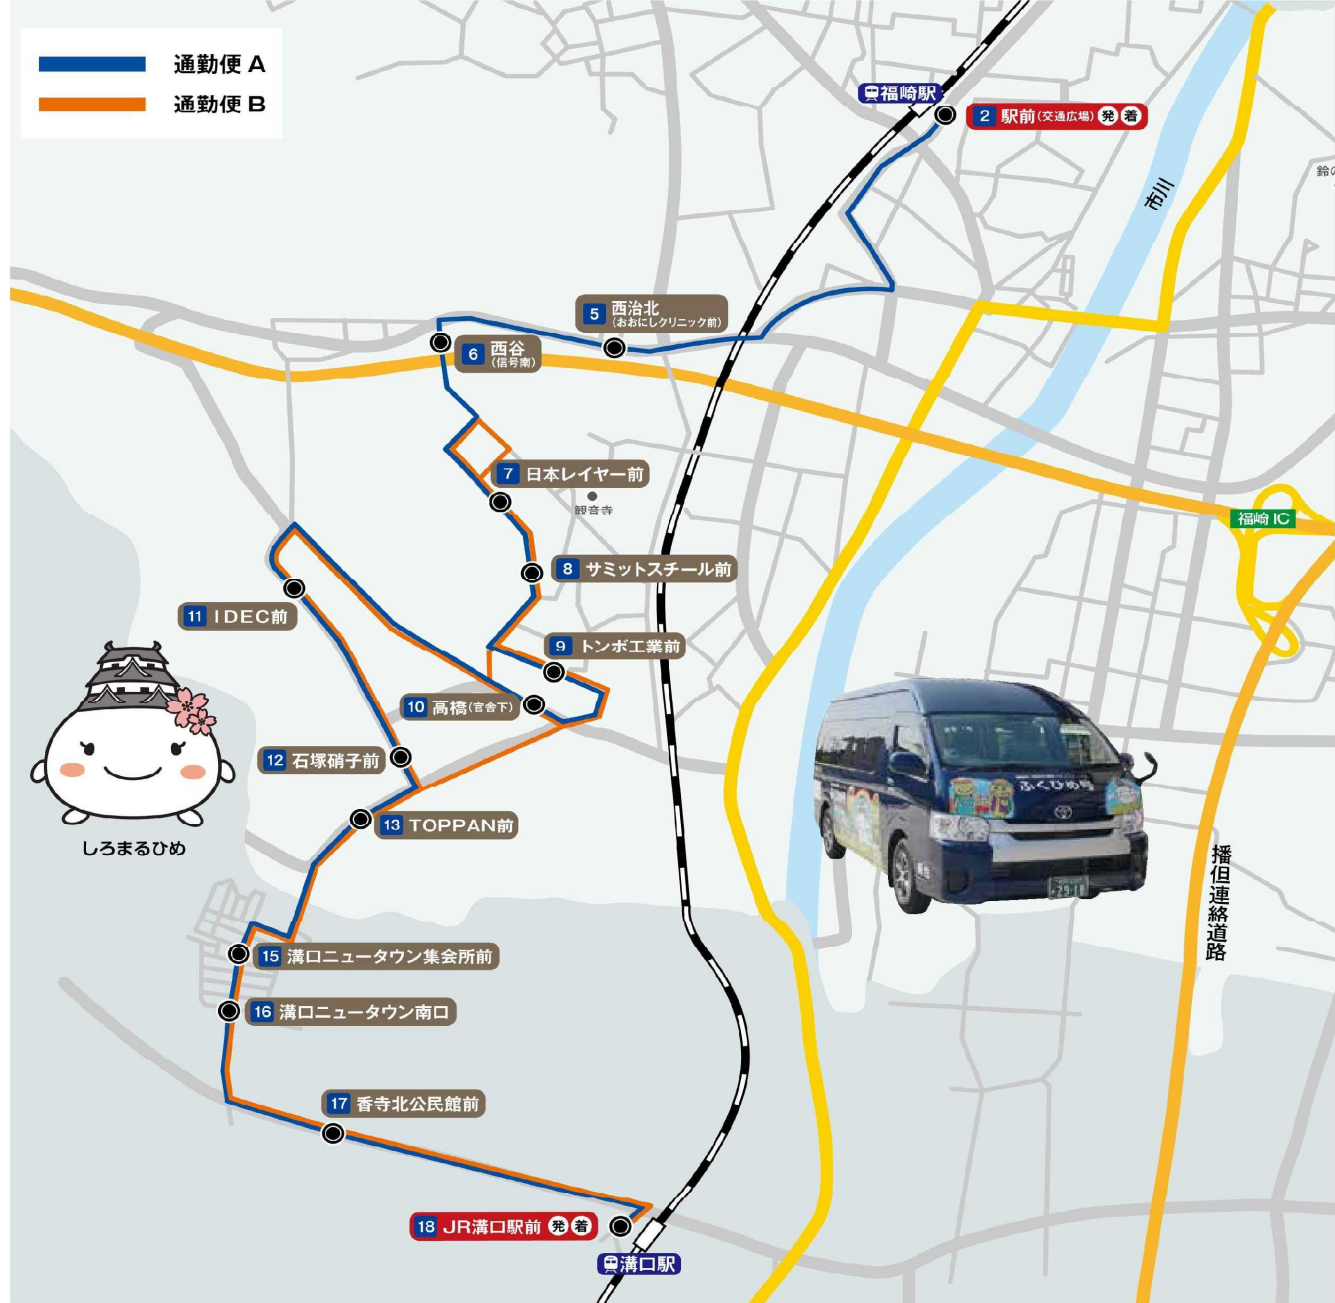 通勤便 A
通勤便 B
福崎駅
2 駅前(交通広場) 発 着
鈴の
市川
5 西治北
(おおにしクリニック前)
6 西谷
(信号南)
7 日本レイヤー前
観音寺
福崎 IC
8 サミットスチール前
11 IDEC前
9 トンボ工業前
10 高橋(官舎下)
12 石塚硝子前
ふくひめ号
13 TOPPAN前
しろまるひめ
播但連絡道路
15 溝口ニュータウン集会所前
16 溝口ニュータウン南口
17 香寺北公民館前
18 JR溝口駅前 発 着
溝口駅